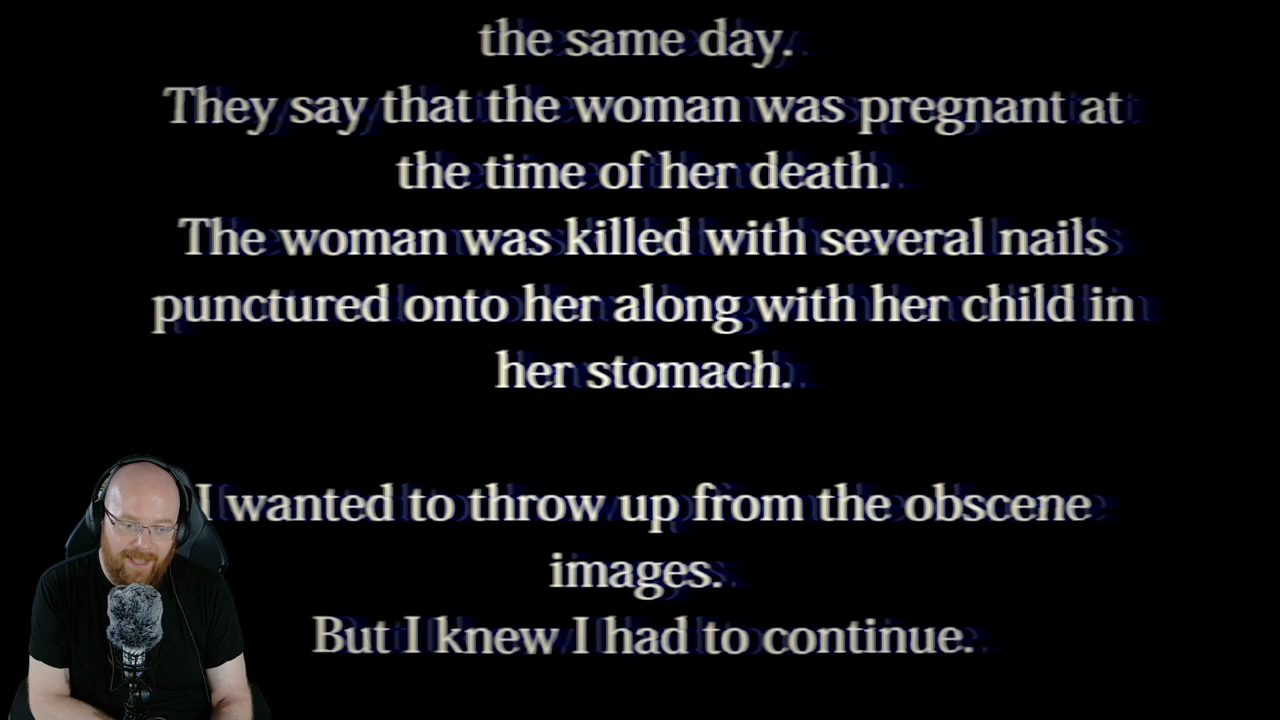 the same day.
They say that the woman was pregnant at
the time of her death.
The woman was killed with several nails
punctured onto her along with her child in
her stomach.
I wanted to throw up from the obscene
images.
But I knew I had to continue.